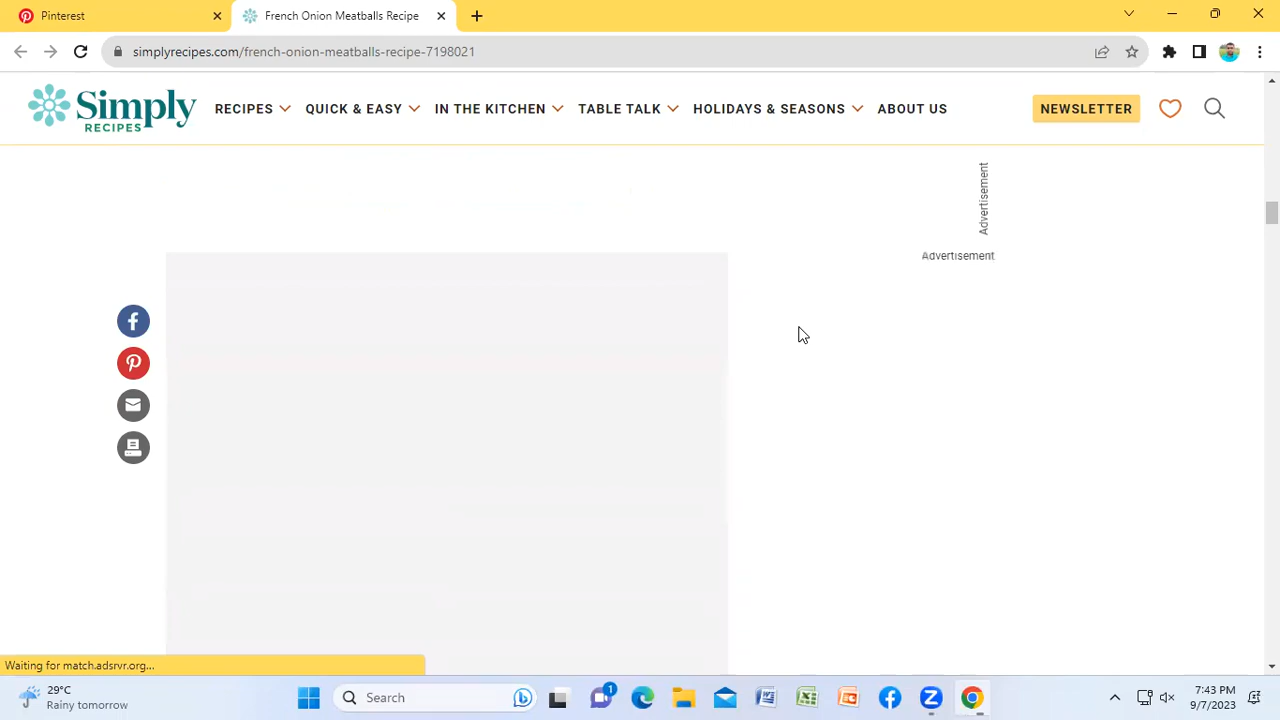 Pinterest
French Onion Meatballs Recipe
simplyrecipes.com/french-onion-meatballs-recipe-7198021
Simply
RECIPES
RECIPES QUICK & EASY IN THE KITCHEN TABLE TALK HOLIDAYS & SEASONS ABOUT US
NEWSLETTER
Advertisement
Advertisement
Waiting for match.adsrvr.org...
29°C
Rainy tomorrow
Search
1
7:43 PM
9/7/2023